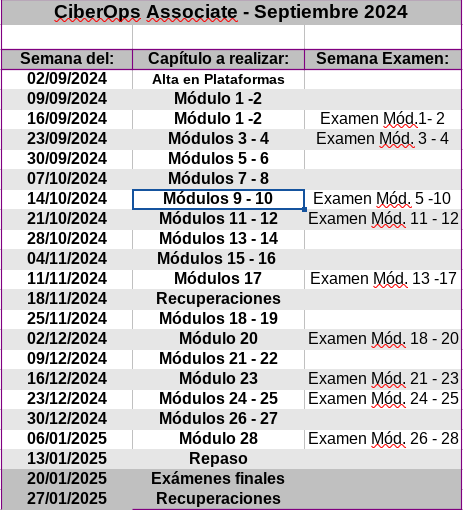 CiberOps Associate - Septiembre 2024
Semana del: Capítulo a realizar: Semana Examen:
02/09/2024 Alta en Plataformas
09/09/2024 Módulo 1 -2
16/09/2024 Módulo 1 -2 Examen Mód.1- 2
23/09/2024 Módulos 3 - 4 Examen Mód. 3 - 4
30/09/2024 Módulos 5 - 6
07/10/2024 Módulos 7 - 8
14/10/2024 Módulos 9 - 10 Examen Mód. 5 -10
21/10/2024 Módulos 11 - 12 Examen Mód. 11 - 12
28/10/2024 Módulos 13 - 14
04/11/2024 Módulos 15 - 16
11/11/2024 Módulos 17 Examen Mód. 13 -17
18/11/2024 Recuperaciones
25/11/2024 Módulos 18 - 19
02/12/2024 Módulo 20 Examen Mód. 18 - 20
09/12/2024 Módulos 21 - 22
16/12/2024 Módulo 23 Examen Mód. 21 - 23
23/12/2024 Módulos 24 - 25 Examen Mód. 24 - 25
30/12/2024 Módulos 26 - 27
06/01/2025 Módulo 28 Examen Mód. 26 - 28
13/01/2025 Repaso
20/01/2025 Exámenes finales
27/01/2025 Recuperaciones